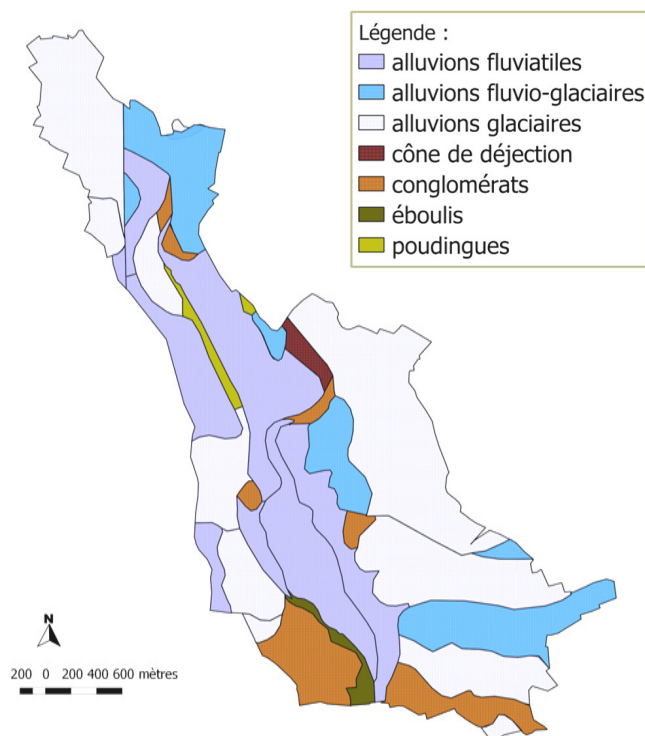 Légende :
alluvions fluviatiles
alluvions fluvio-glaciaires
alluvions glaciaires
cône de déjection
conglomérats
éboulis
poudingues
N
200 0 200 400 600 mètres